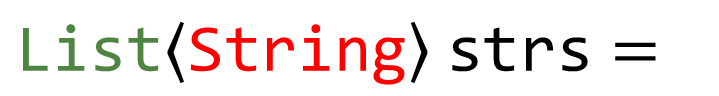 List⟨String⟩ strs =